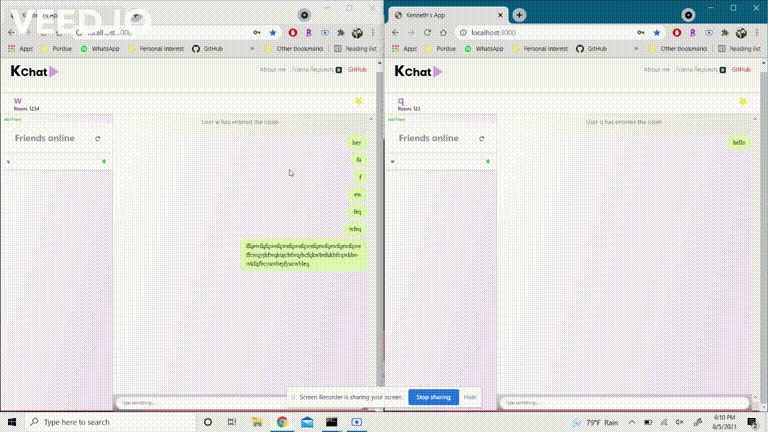 VEED.IO
Kenneth's App
Kenneth's App
localhost:3000
Apps Purdue WhatsApp Personal Interest GitHub » Other bookmarks Reading list
Apps Purdue WhatsApp Personal Interest GitHub » Other bookmarks Reading list
KChat
About me Friend Requests 0 GitHub
KChat
About me Friend Requests 0 GitHub
w
Room: 1234
q
Room: 123
Add Friend
Friends online
q
User w has entered the room
hey
fa
f
ew
feq
wfeq
Add Friend
Friends online
w
User q has entered the room
hello
Type something...
Type something...
Screen Recorder is sharing your screen.
Stop sharing
Hide
Type here to search
79°F Rain
6:10 PM
8/5/2021